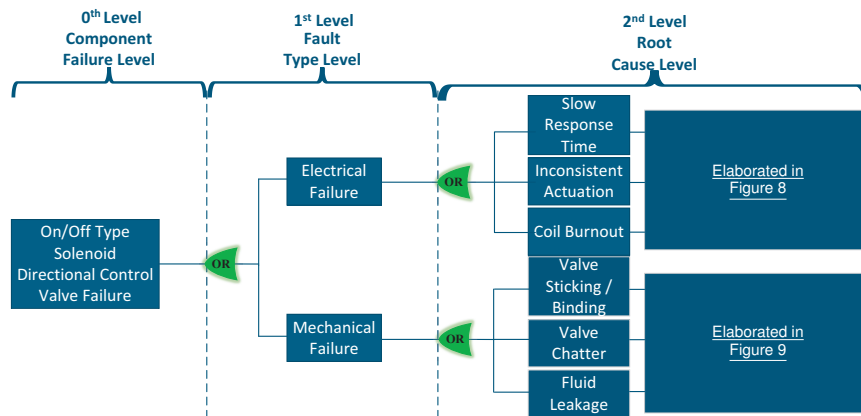 0th Level
Component
Failure Level
1st Level
Fault
Type Level
2nd Level
Root
Cause Level
On/Off Type
Solenoid
Directional Control
Valve Failure
OR
Electrical
Failure
Mechanical
Failure
OR
OR
Slow
Response
Time
Inconsistent
Actuation
Coil Burnout
Valve
Sticking /
Binding
Valve
Chatter
Fluid
Leakage
Elaborated in
Figure 8
Elaborated in
Figure 9